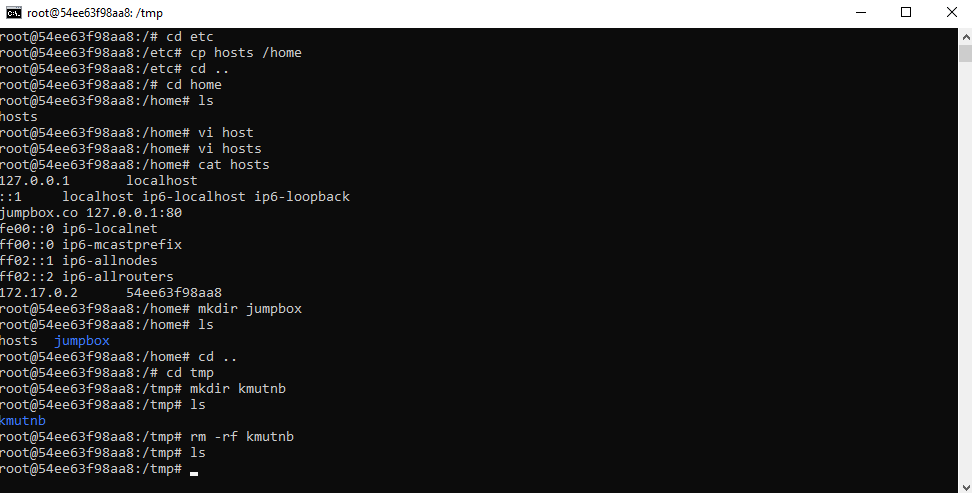 root@54ee63f98aa8: /tmp
root@54ee63f98aa8:/# cd etc
root@54ee63f98aa8:/etc# cp hosts /home
root@54ee63f98aa8:/etc# cd ..
root@54ee63f98aa8:/# cd home
root@54ee63f98aa8:/home# ls
hosts
root@54ee63f98aa8:/home# vi host
root@54ee63f98aa8:/home# vi hosts
root@54ee63f98aa8:/home# cat hosts
127.0.0.1       localhost
::1     localhost ip6-localhost ip6-loopback
jumpbox.co 127.0.0.1:80
fe00::0 ip6-localnet
ff00::0 ip6-mcastprefix
ff02::1 ip6-allnodes
ff02::2 ip6-allrouters
172.17.0.2      54ee63f98aa8
root@54ee63f98aa8:/home# mkdir jumpbox
root@54ee63f98aa8:/home# ls
hosts  jumpbox
root@54ee63f98aa8:/home# cd ..
root@54ee63f98aa8:/# cd tmp
root@54ee63f98aa8:/tmp# mkdir kmutnb
root@54ee63f98aa8:/tmp# ls
kmutnb
root@54ee63f98aa8:/tmp# rm -rf kmutnb
root@54ee63f98aa8:/tmp# ls
root@54ee63f98aa8:/tmp#